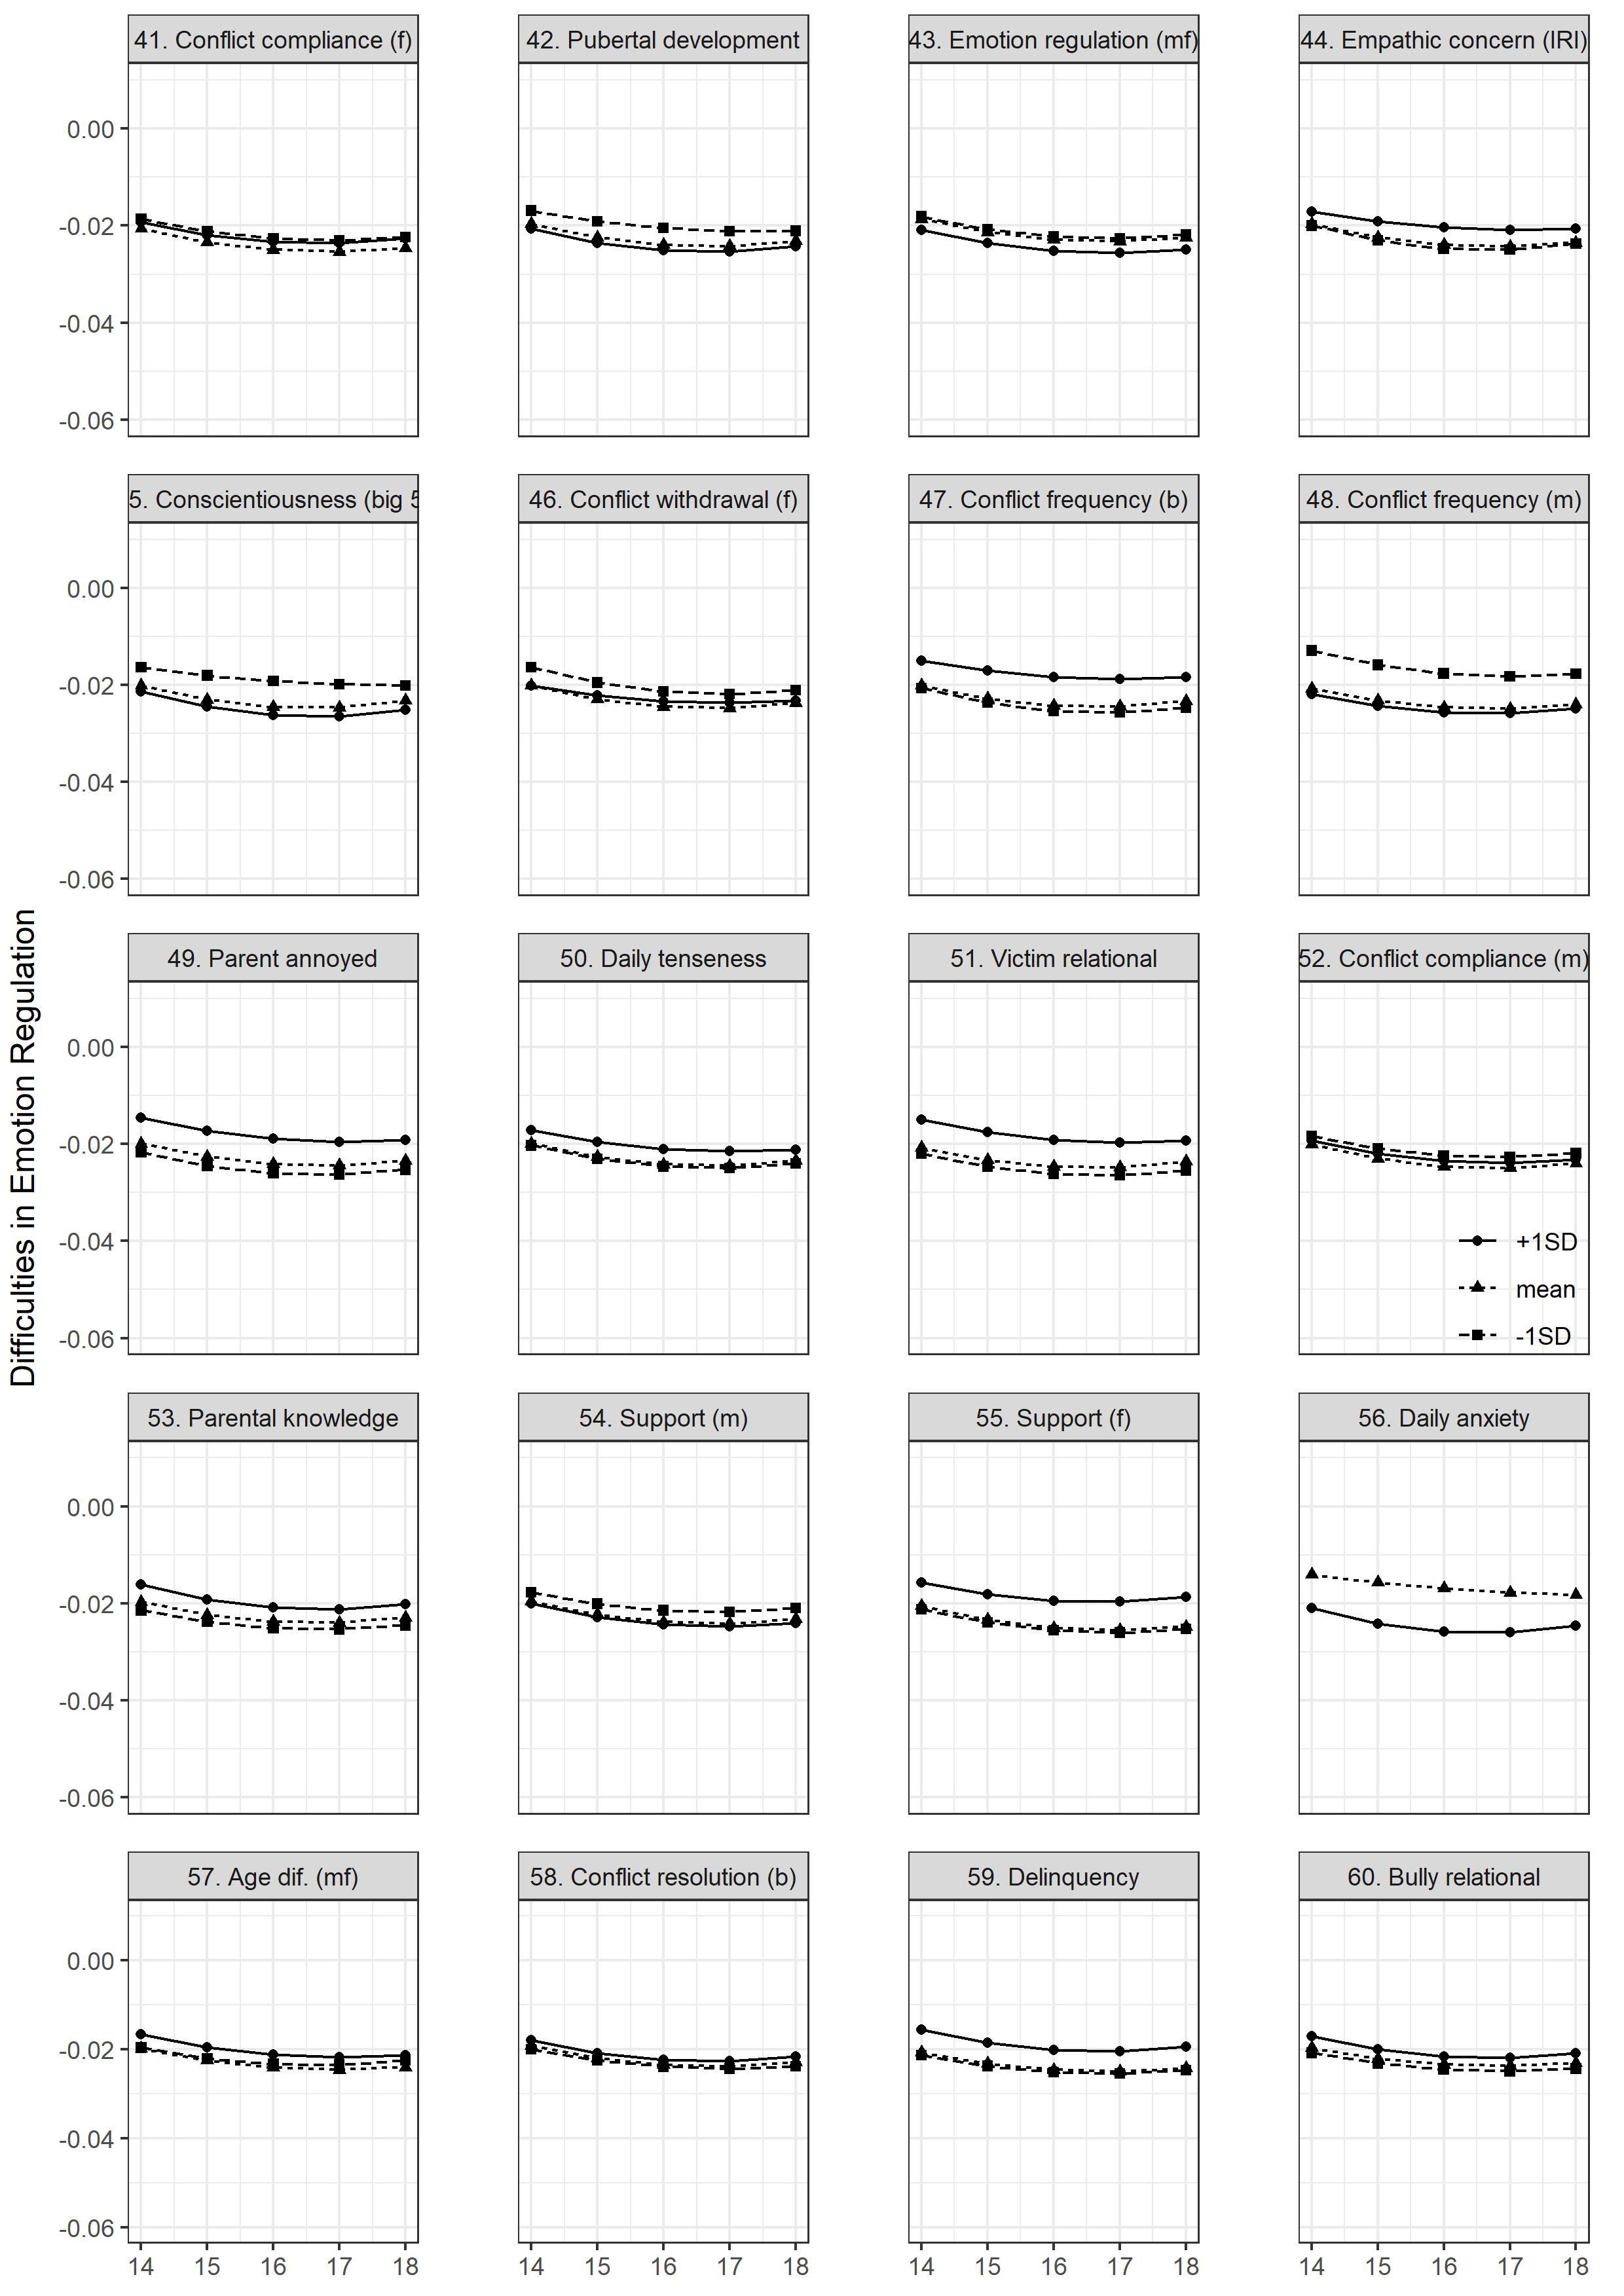 41. Conflict compliance (f)
42. Pubertal development
43. Emotion regulation (mf)
44. Empathic concern (IRI)
0.00
-0.02
-0.04
-0.06
5. Conscientiousness (big 5
46. Conflict withdrawal (f)
47. Conflict frequency (b)
48. Conflict frequency (m)
0.00
-0.02
-0.04
-0.06
Difficulties in Emotion Regulation
49. Parent annoyed
50. Daily tenseness
51. Victim relational
52. Conflict compliance (m)
0.00
-0.02
-0.04
-0.06
+1SD
mean
-1SD
53. Parental knowledge
54. Support (m)
55. Support (f)
56. Daily anxiety
0.00
-0.02
-0.04
-0.06
57. Age dif. (mf)
58. Conflict resolution (b)
59. Delinquency
60. Bully relational
0.00
-0.02
-0.04
-0.06
14 15 16 17 18
14 15 16 17 18
14 15 16 17 18
14 15 16 17 18